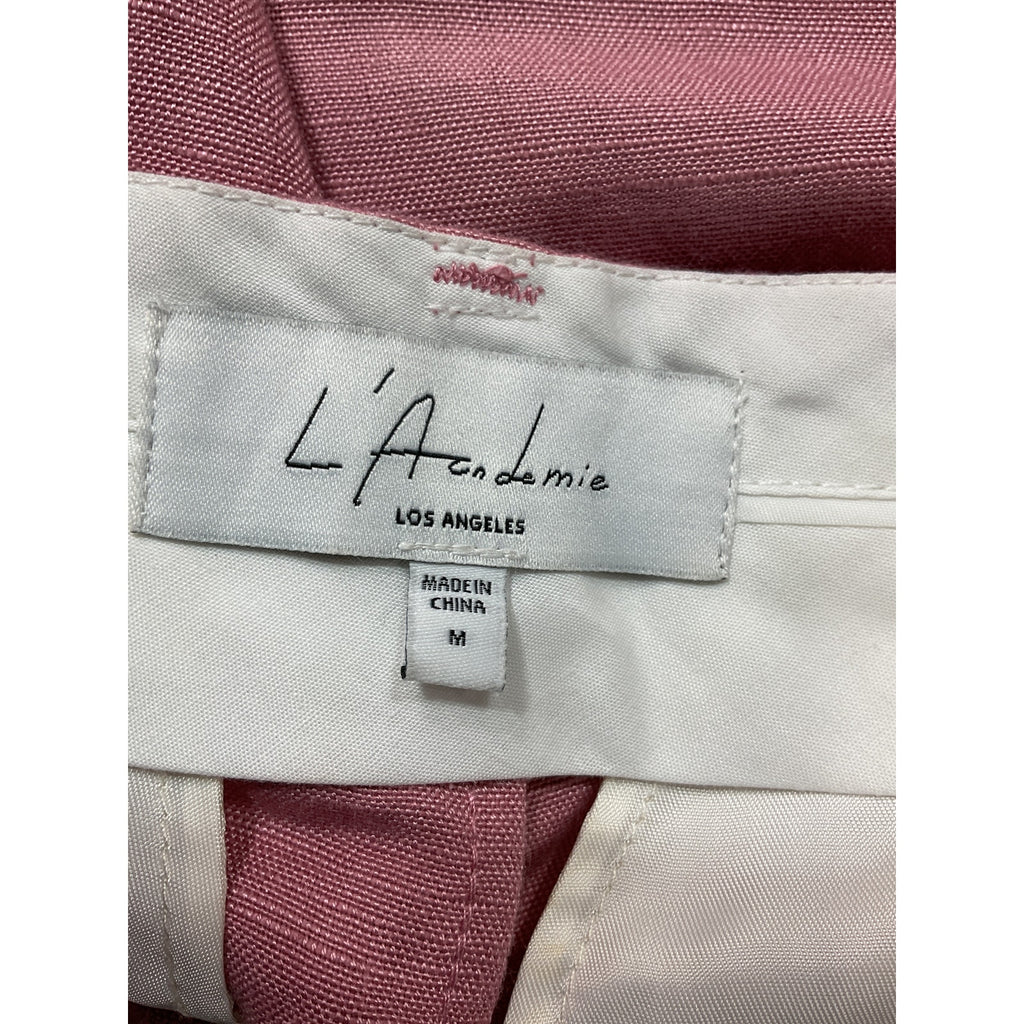 L'Academie
LOS ANGELES
MADE IN
CHINA
M